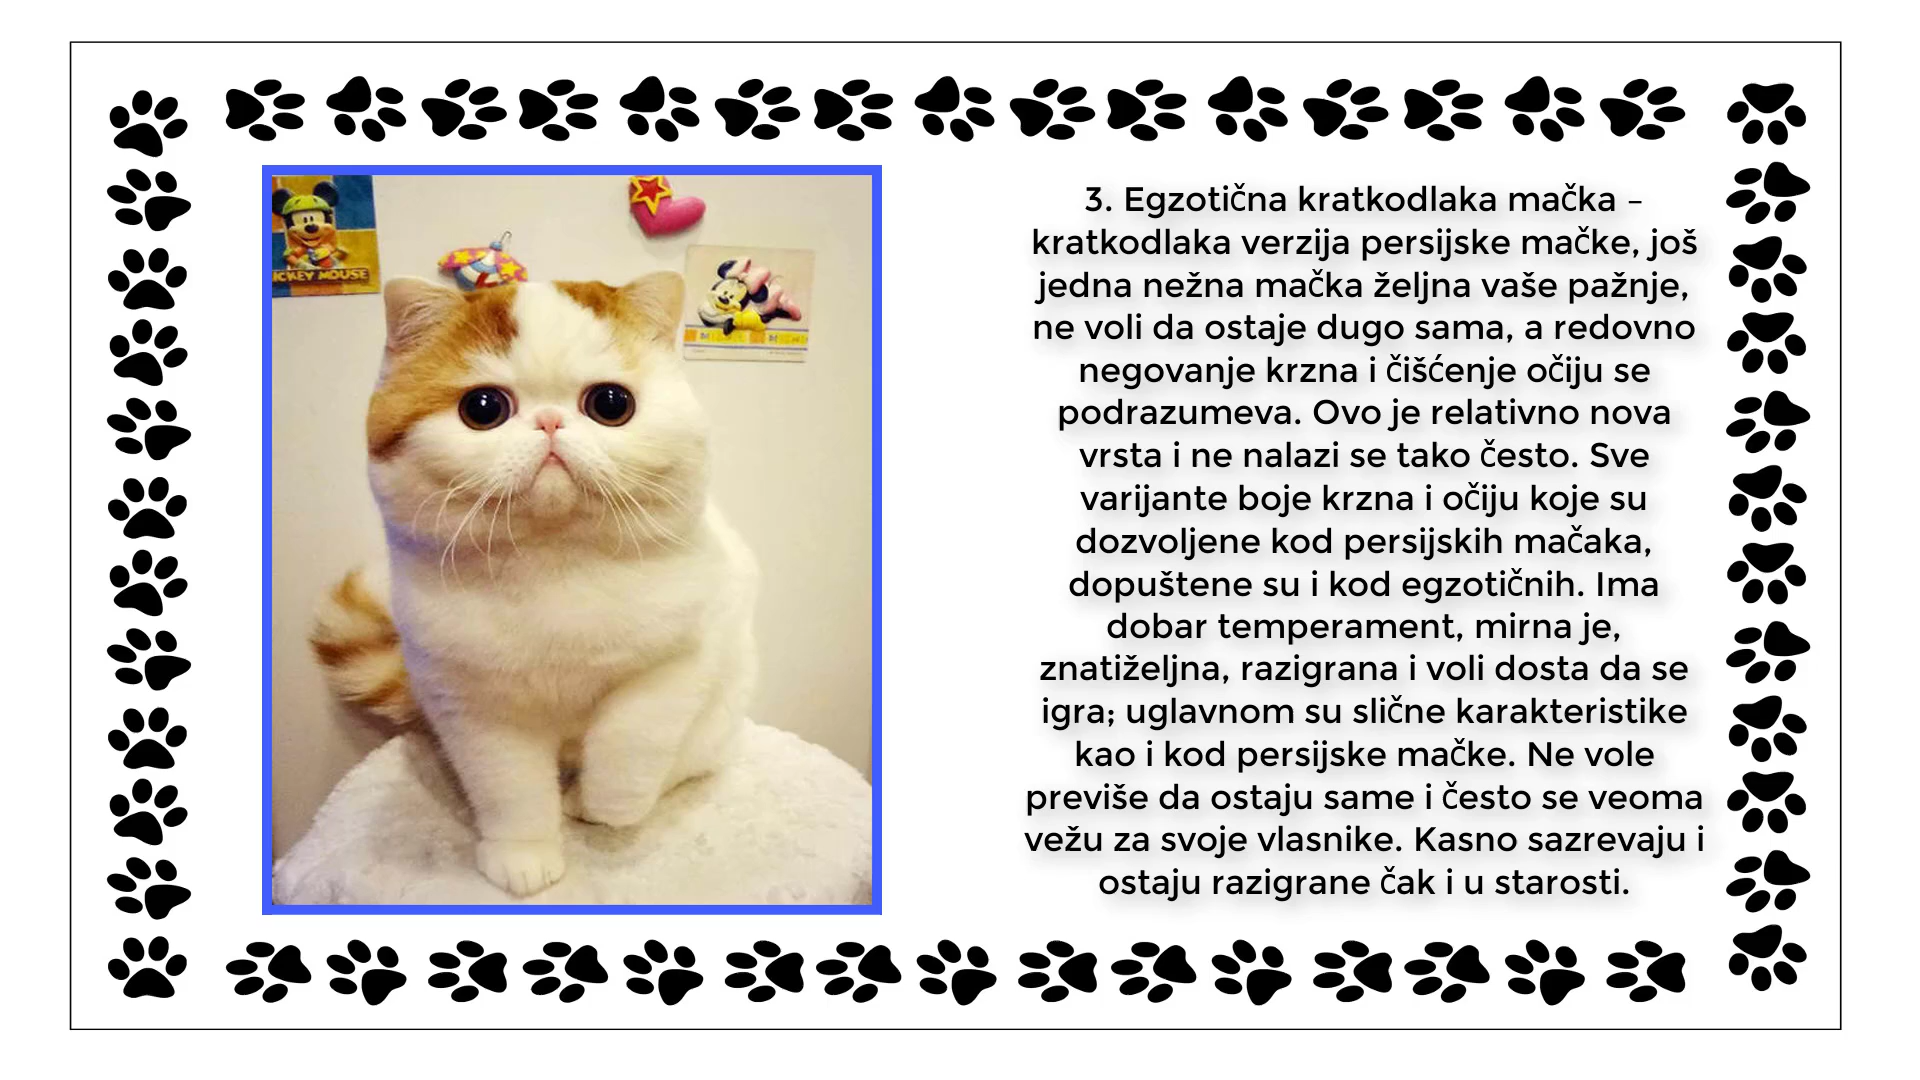 ICKEY MOUSE
3. Egzotična kratkodlaka mačka –
kratkodlaka verzija persijske mačke, još
jedna nežna mačka željna vaše pažnje,
ne voli da ostaje dugo sama, a redovno
negovanje krzna i čišćenje očiju se
podrazumeva. Ovo je relativno nova
vrsta i ne nalazi se tako često. Sve
varijante boje krzna i očiju koje su
dozvoljene kod persijskih mačaka,
dopuštene su i kod egzotičnih. Ima
dobar temperament, mirna je,
znatiželjna, razigrana i voli dosta da se
igra; uglavnom su slične karakteristike
kao i kod persijske mačke. Ne vole
previše da ostaju same i često se veoma
vežu za svoje vlasnike. Kasno sazrevaju i
ostaju razigrane čak i u starosti.